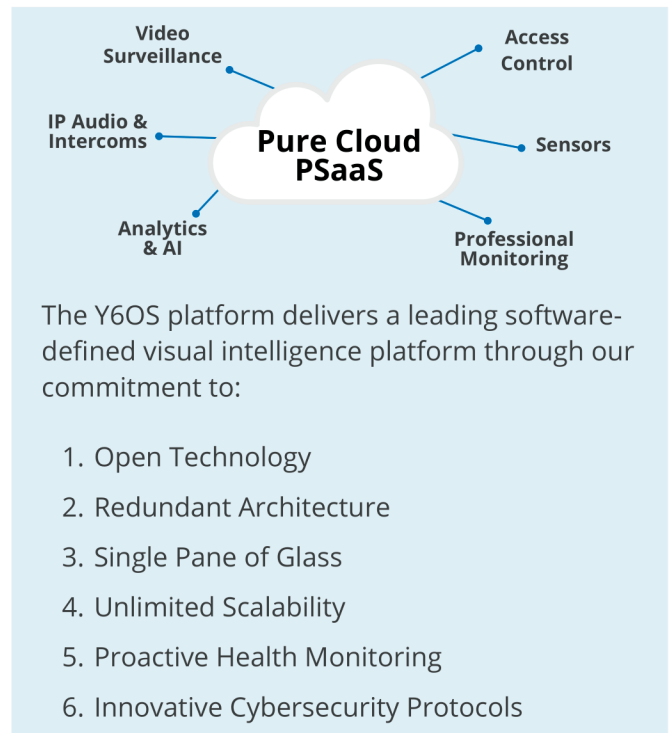 Video
Surveillance
Access
Control
IP Audio &
Intercoms
Pure Cloud
PSaaS
Sensors
Analytics
& AI
Professional
Monitoring
The Y6OS platform delivers a leading software-
defined visual intelligence platform through our
commitment to:
1. Open Technology
2. Redundant Architecture
3. Single Pane of Glass
4. Unlimited Scalability
5. Proactive Health Monitoring
6. Innovative Cybersecurity Protocols